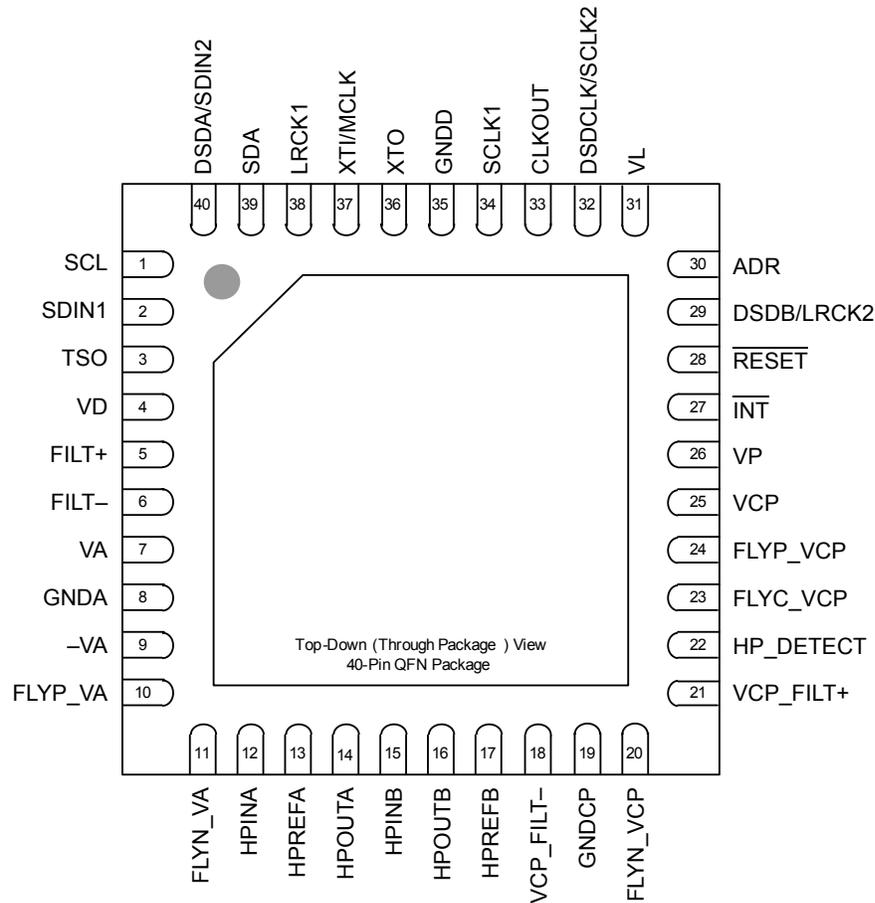 DSDA/SDIN2
SDA
LRCK1
XTI/MCLK
XTO
GNDD
SCLK1
CLKOUT
DSDCLK/SCLK2
VL
40
39
38
37
36
35
34
33
32
31
SCL 1
SDIN1 2
TSO 3
VD 4
FILT+ 5
FILT– 6
VA 7
GNDA 8
–VA 9
FLYP_VA 10
30 ADR
29 DSDB/LRCK2
28 RESET
27 INT
26 VP
25 VCP
24 FLYP_VCP
23 FLYC_VCP
22 HP_DETECT
21 VCP_FILT+
Top-Down (Through Package ) View
40-Pin QFN Package
11
12
13
14
15
16
17
18
19
20
FLYN_VA
HPINA
HPREFA
HPOUTA
HPINB
HPOUTB
HPREFB
VCP_FILT–
GNDCP
FLYN_VCP